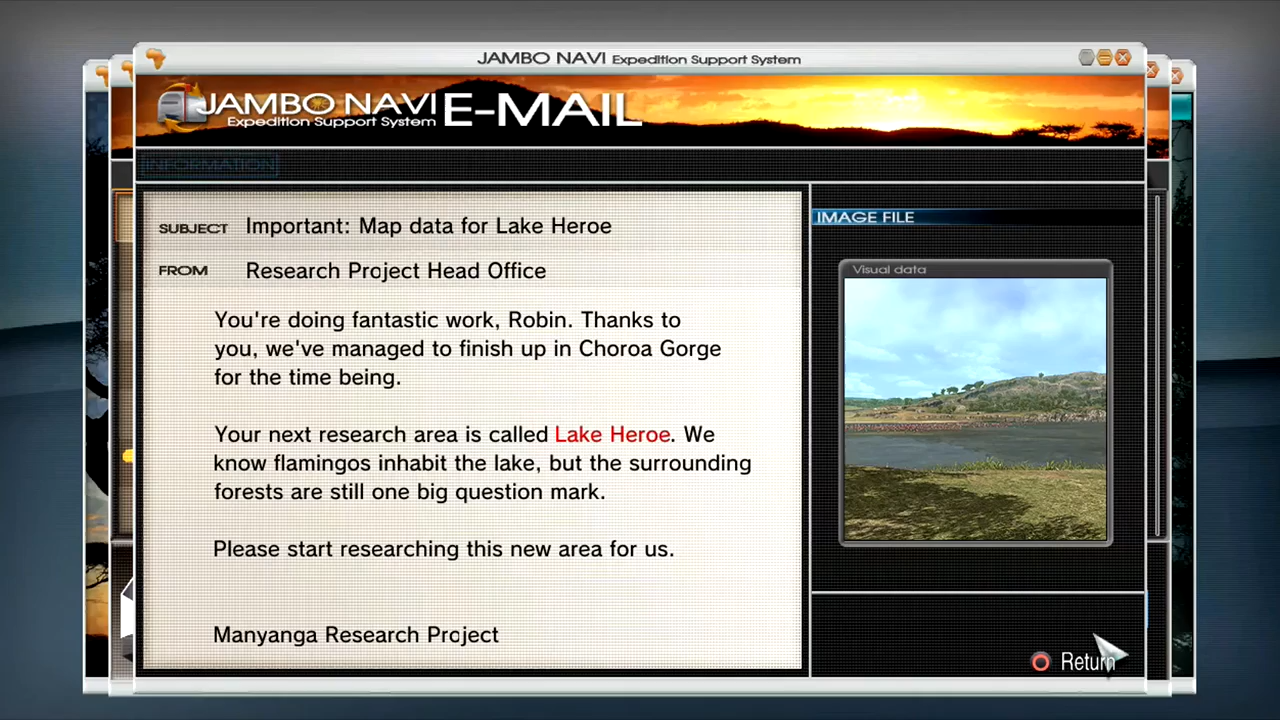 JAMBO NAVI Expedition Support System
JAMBO NAVI E-MAIL
Expedition Support System
INFORMATION
SUBJECT Important: Map data for Lake Heroe
FROM Research Project Head Office
You're doing fantastic work, Robin. Thanks to
you, we've managed to finish up in Choroa Gorge
for the time being.
Your next research area is called Lake Heroe. We
know flamingos inhabit the lake, but the surrounding
forests are still one big question mark.
Please start researching this new area for us.
Manyanga Research Project
IMAGE FILE
Visual data
Return